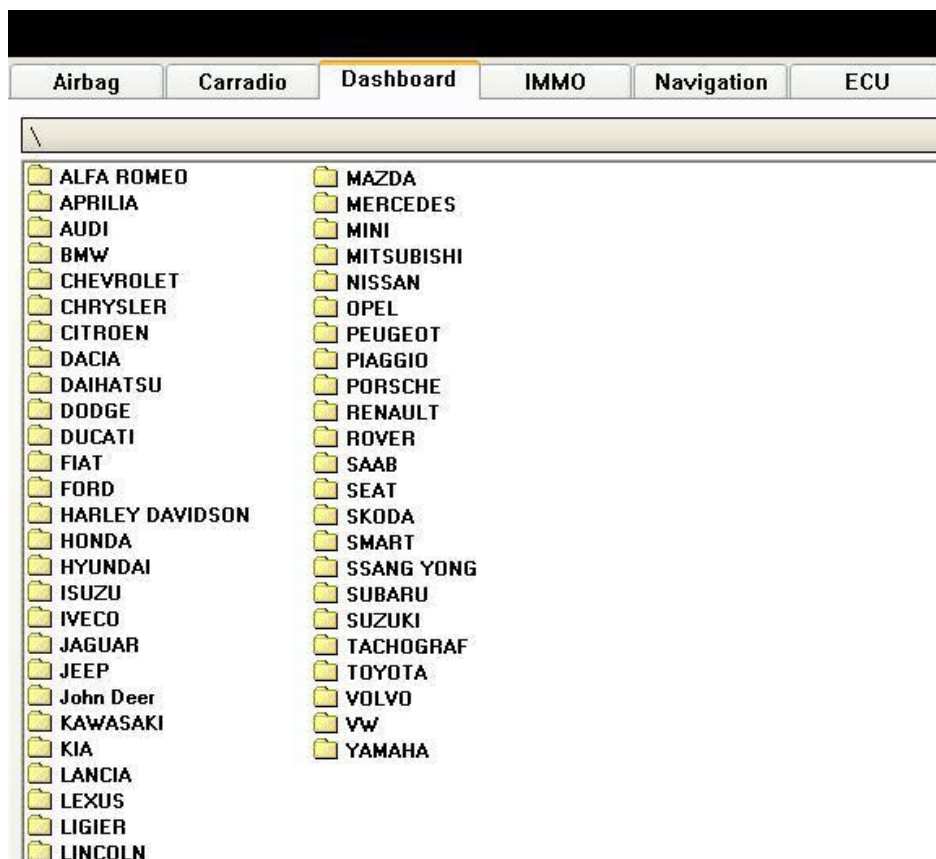 Airbag Carradio Dashboard IMMO Navigation ECU
\
ALFA ROMEO
APRILIA
AUDI
BMW
CHEVROLET
CHRYSLER
CITROEN
DACIA
DAIHATSU
DODGE
DUCATI
FIAT
FORD
HARLEY DAVIDSON
HONDA
HYUNDAI
ISUZU
IVECO
JAGUAR
JEEP
John Deer
KAWASAKI
KIA
LANCIA
LEXUS
LIGIER
LINCOLN
MAZDA
MERCEDES
MINI
MITSUBISHI
NISSAN
OPEL
PEUGEOT
PIAGGIO
PORSCHE
RENAULT
ROVER
SAAB
SEAT
SKODA
SMART
SSANG YONG
SUBARU
SUZUKI
TACHOGRAF
TOYOTA
VOLVO
VW
YAMAHA